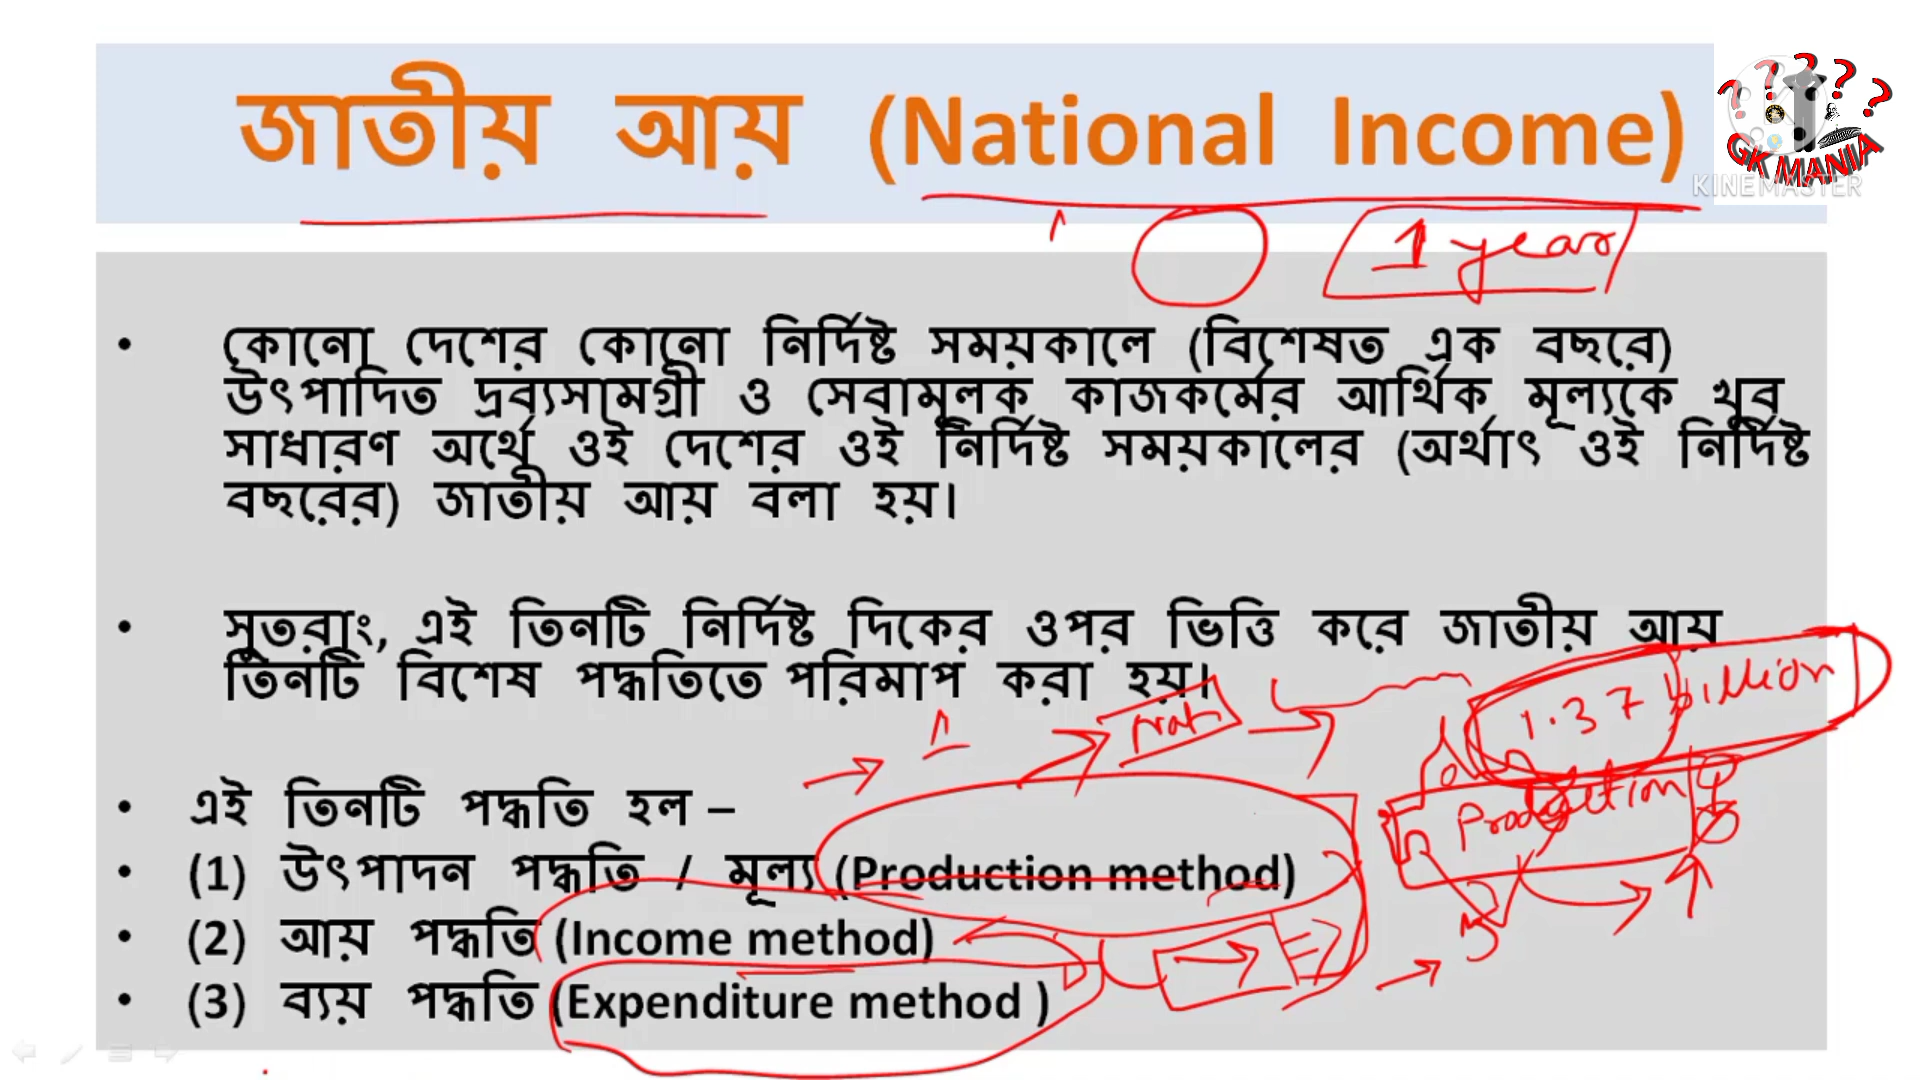 জাতীয় আয় (National Income)
????? 
GK MANIA
KINEMASTER
1 year
• কোনো দেশের কোনো নির্দিষ্ট সময়কালে (বিশেষত এক বছরে)
উৎপাদিত দ্রব্যসামগ্রী ও সেবামূলক কাজকর্মের আর্থিক মূল্যকে খুব
সাধারণ অর্থে ওই দেশের ওই নির্দিষ্ট সময়কালের (অর্থাৎ ওই নির্দিষ্ট
বছরের) জাতীয় আয় বলা হয়।
• সুতরাং, এই তিনটি নির্দিষ্ট দিকের ওপর ভিত্তি করে জাতীয় আয়
তিনটি বিশেষ পদ্ধতিতে পরিমাপ করা হয়।
1.37 billion
Production
• এই তিনটি পদ্ধতি হল –
• (1) উৎপাদন পদ্ধতি / মূল্য (Production method)
• (2) আয় পদ্ধতি (Income method)
• (3) ব্যয় পদ্ধতি (Expenditure method )